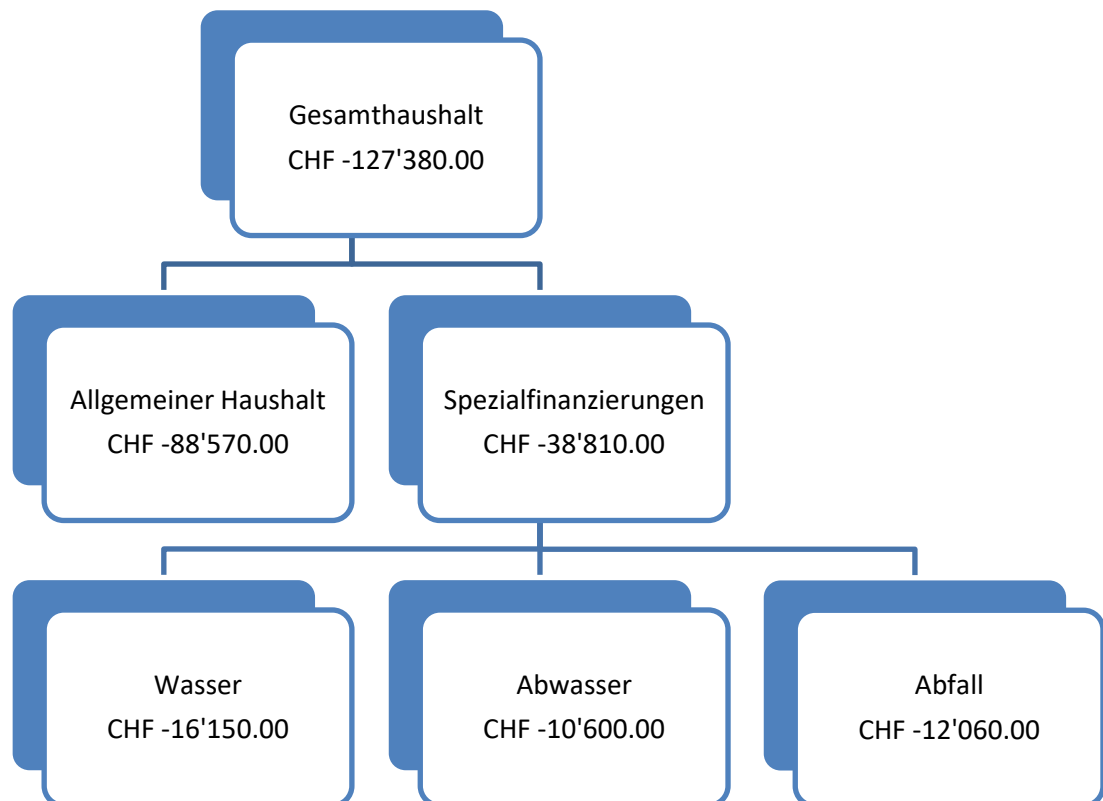 Gesamthaushalt
CHF -127'380.00
Allgemeiner Haushalt
CHF -88'570.00
Spezialfinanzierungen
CHF -38'810.00
Wasser
CHF -16'150.00
Abwasser
CHF -10'600.00
Abfall
CHF -12'060.00